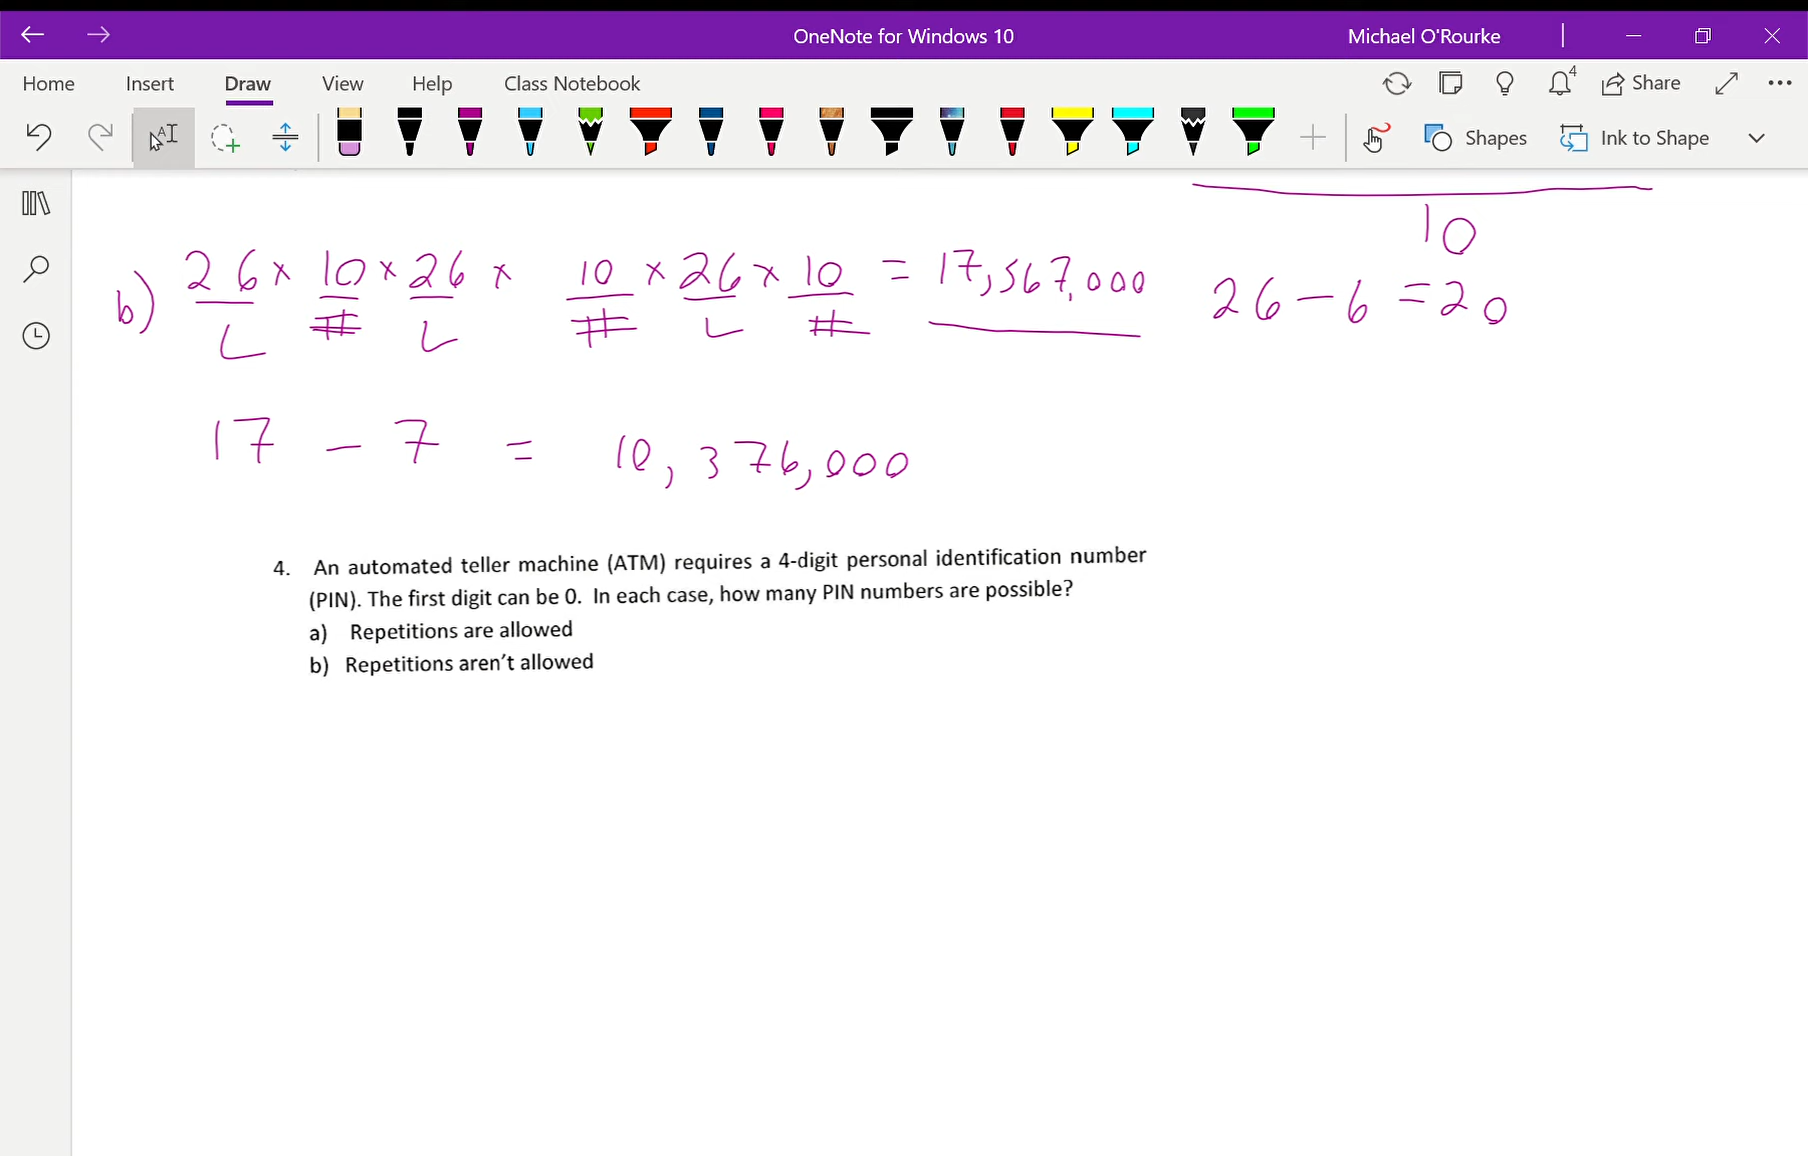 OneNote for Windows 10
Michael O'Rourke
Home Insert Draw View Help Class Notebook
4
Share
Shapes
Ink to Shape
10
b) 26 x 10 x 26 x 10 x 26 x 10 = 17,567,000
L # L # L #
26 - 6 = 20
17 - 7 = 10,376,000
4. An automated teller machine (ATM) requires a 4-digit personal identification number
(PIN). The first digit can be 0. In each case, how many PIN numbers are possible?
a) Repetitions are allowed
b) Repetitions aren't allowed